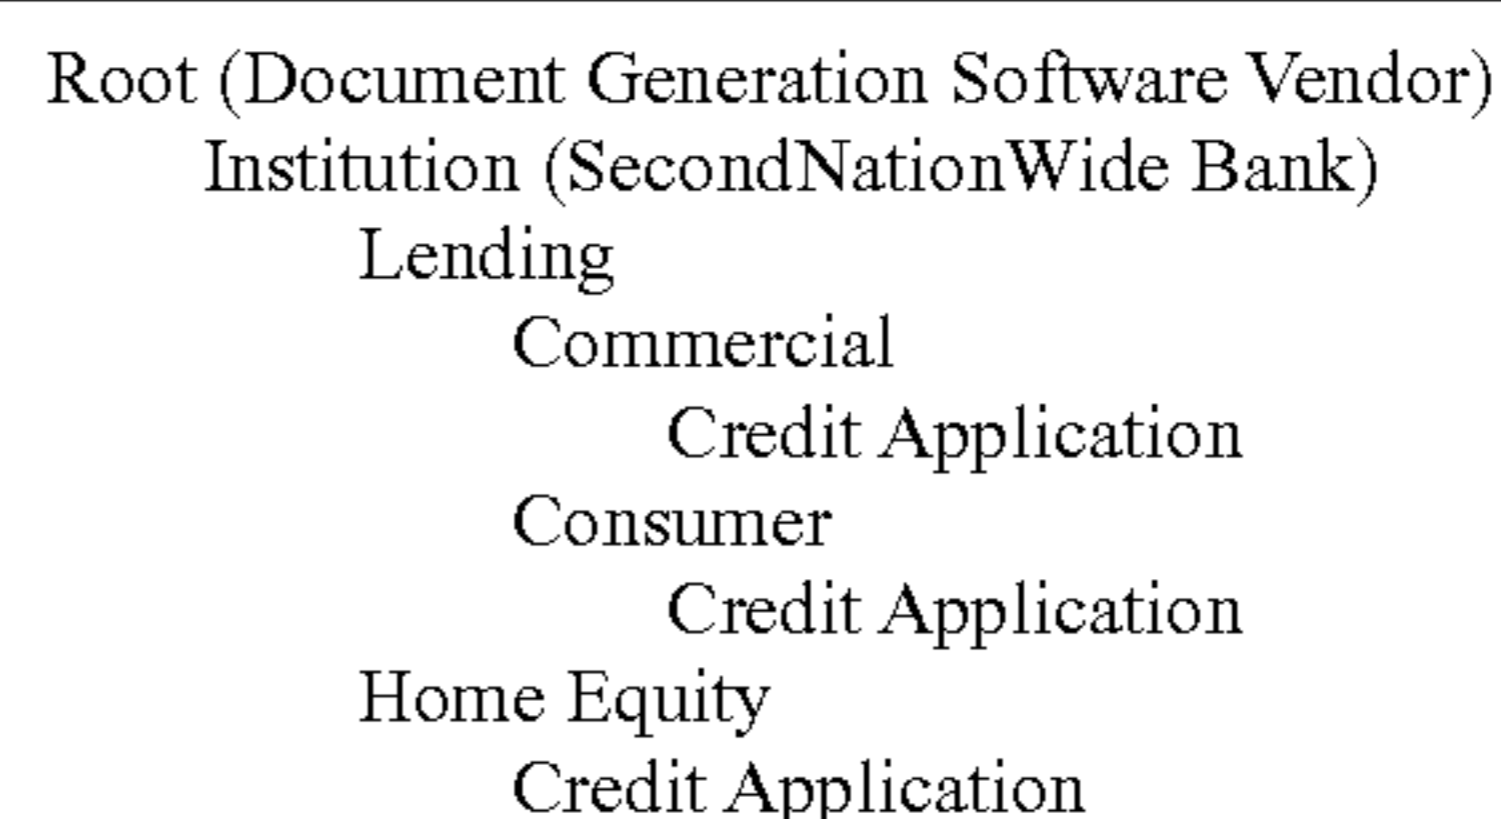 Root (Document Generation Software Vendor)
Institution (SecondNationWide Bank)
Lending
Commercial
Credit Application
Consumer
Credit Application
Home Equity
Credit Application